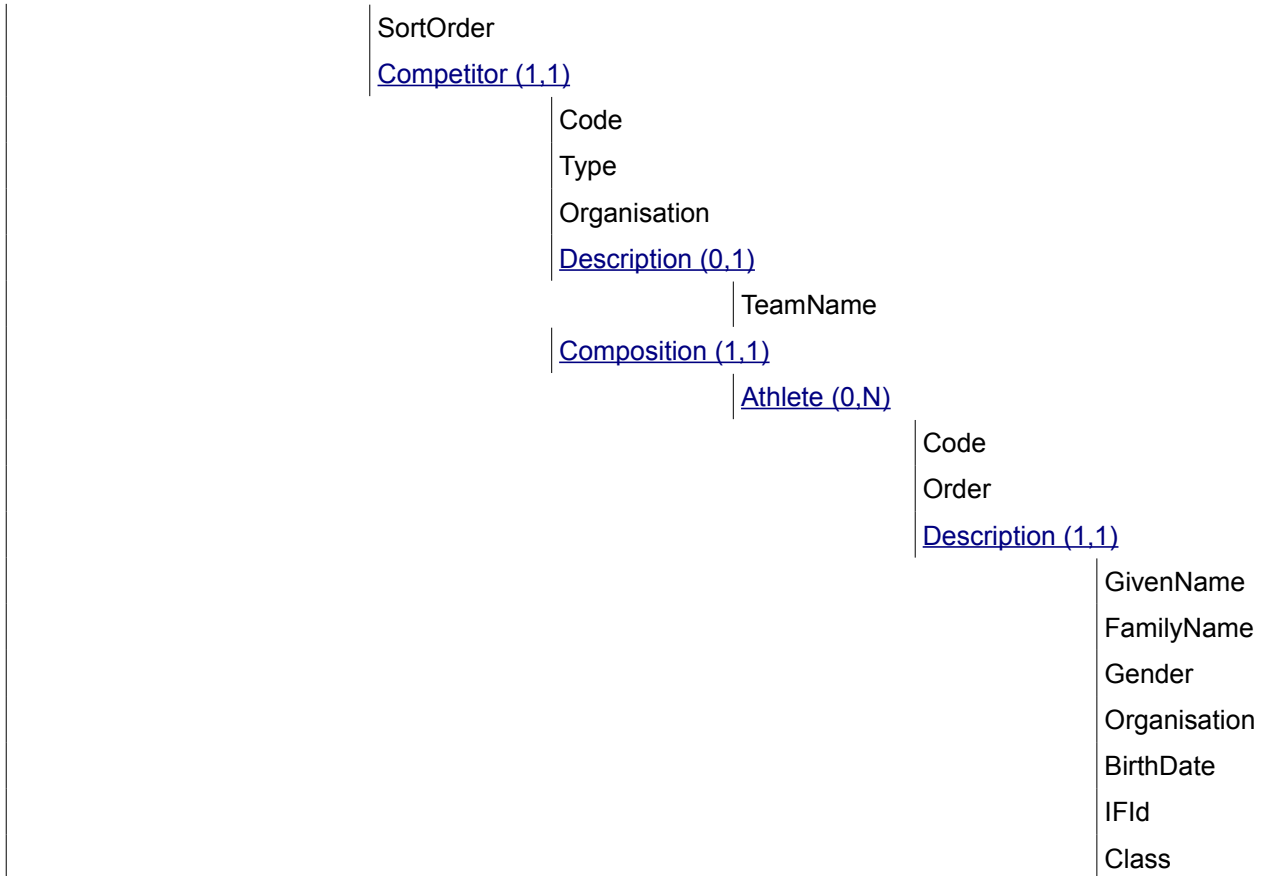 SortOrder
Competitor (1,1)
Code
Type
Organisation
Description (0,1)
TeamName
Composition (1,1)
Athlete (0,N)
Code
Order
Description (1,1)
GivenName
FamilyName
Gender
Organisation
BirthDate
IFId
Class